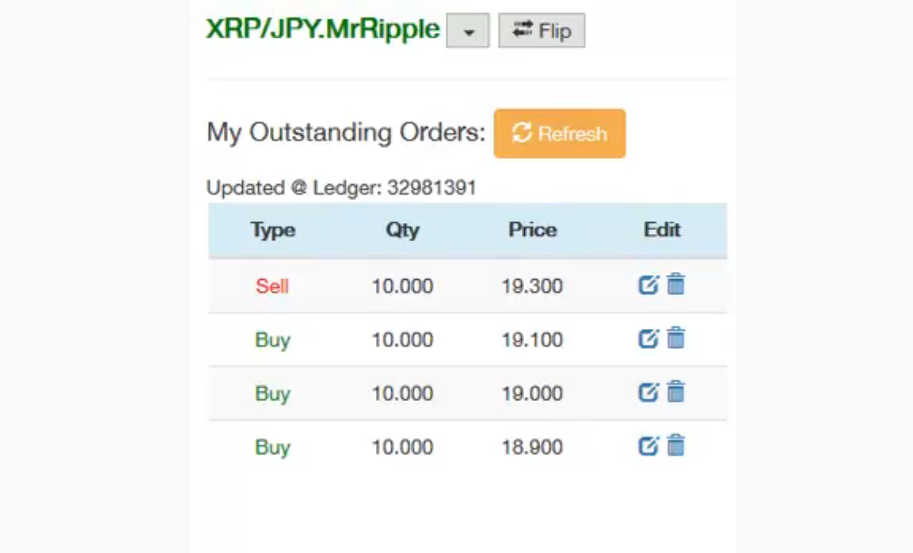 XRP/JPY.MrRipple Flip
My Outstanding Orders: Refresh
Updated @ Ledger: 32981391
Type Qty Price Edit
Sell 10.000 19.300
Buy 10.000 19.100
Buy 10.000 19.000
Buy 10.000 18.900